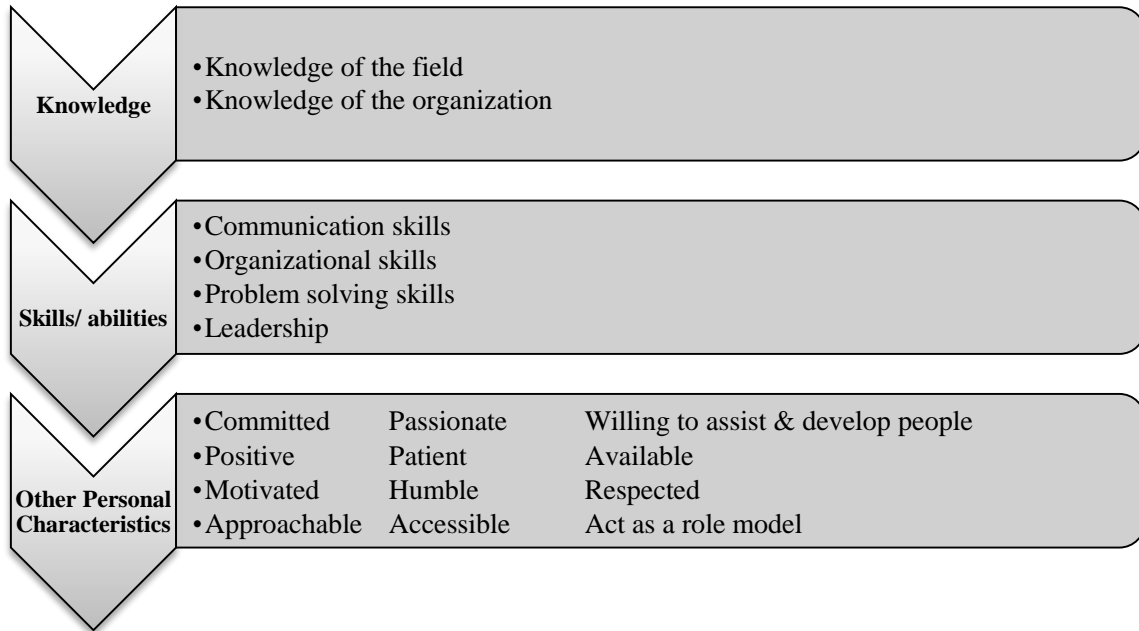 Knowledge
•Knowledge of the field
•Knowledge of the organization
Skills/ abilities
•Communication skills
•Organizational skills
•Problem solving skills
•Leadership
Other Personal
Characteristics
•Committed Passionate Willing to assist & develop people
•Positive Patient Available
•Motivated Humble Respected
•Approachable Accessible Act as a role model